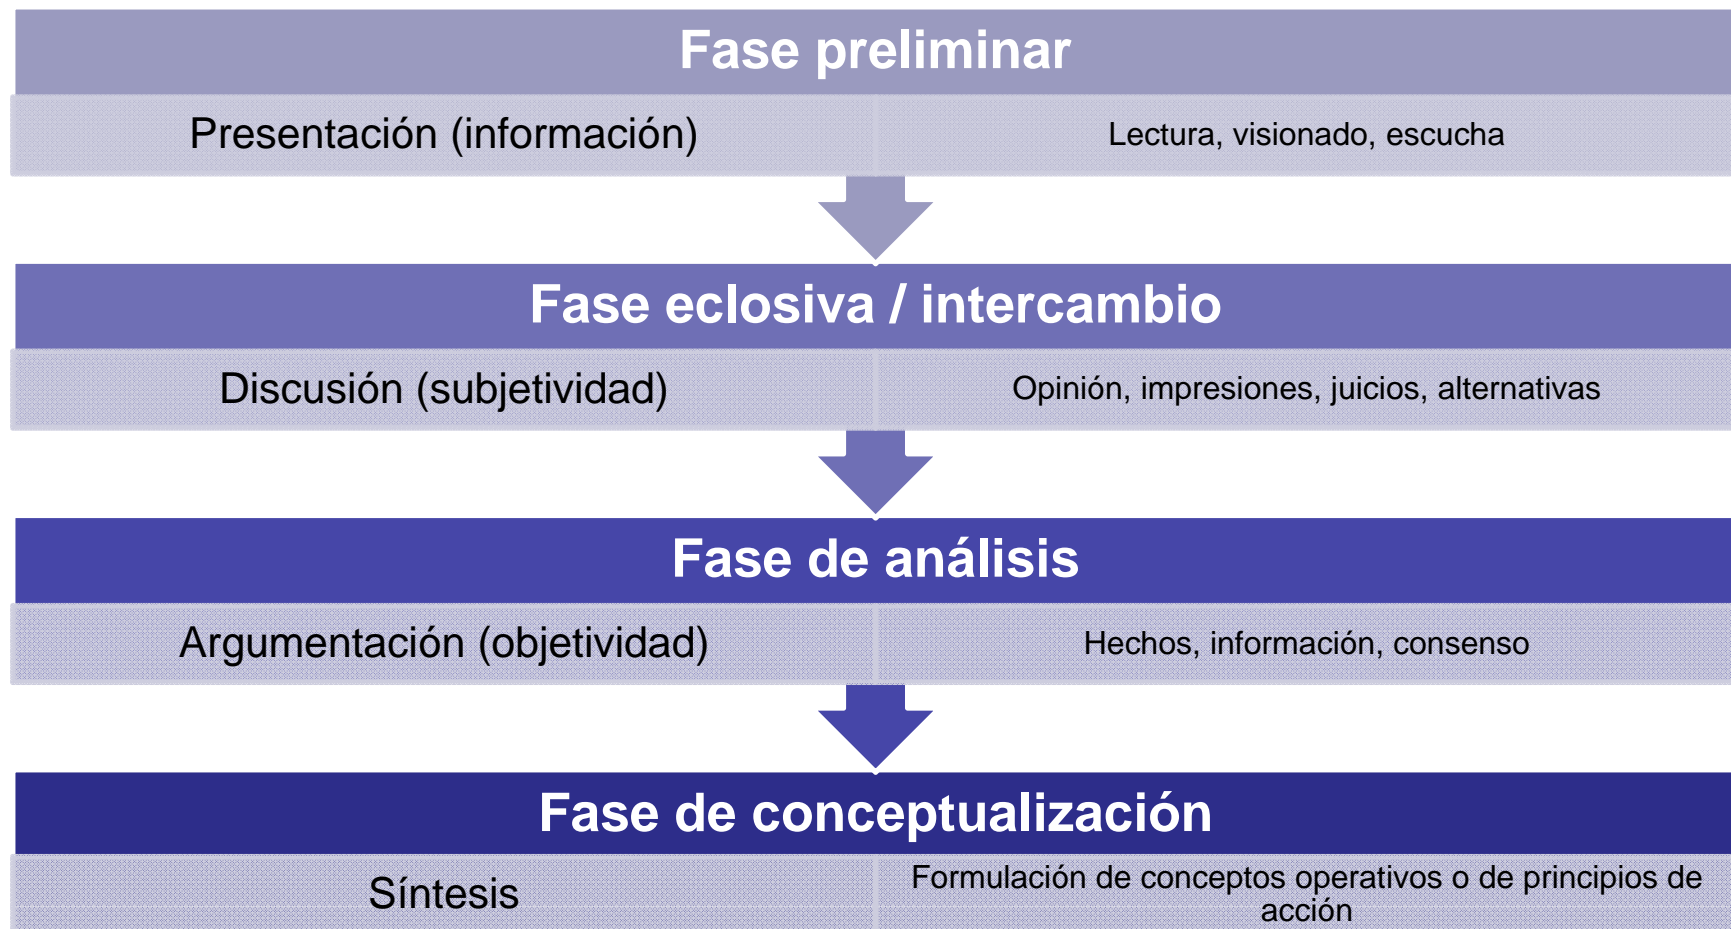 Fase preliminar
Presentación (información)
Lectura, visionado, escucha
Fase eclosiva / intercambio
Discusión (subjetividad)
Opinión, impresiones, juicios, alternativas
Fase de análisis
Argumentación (objetividad)
Hechos, información, consenso
Fase de conceptualización
Síntesis
Formulación de conceptos operativos o de principios de
acción